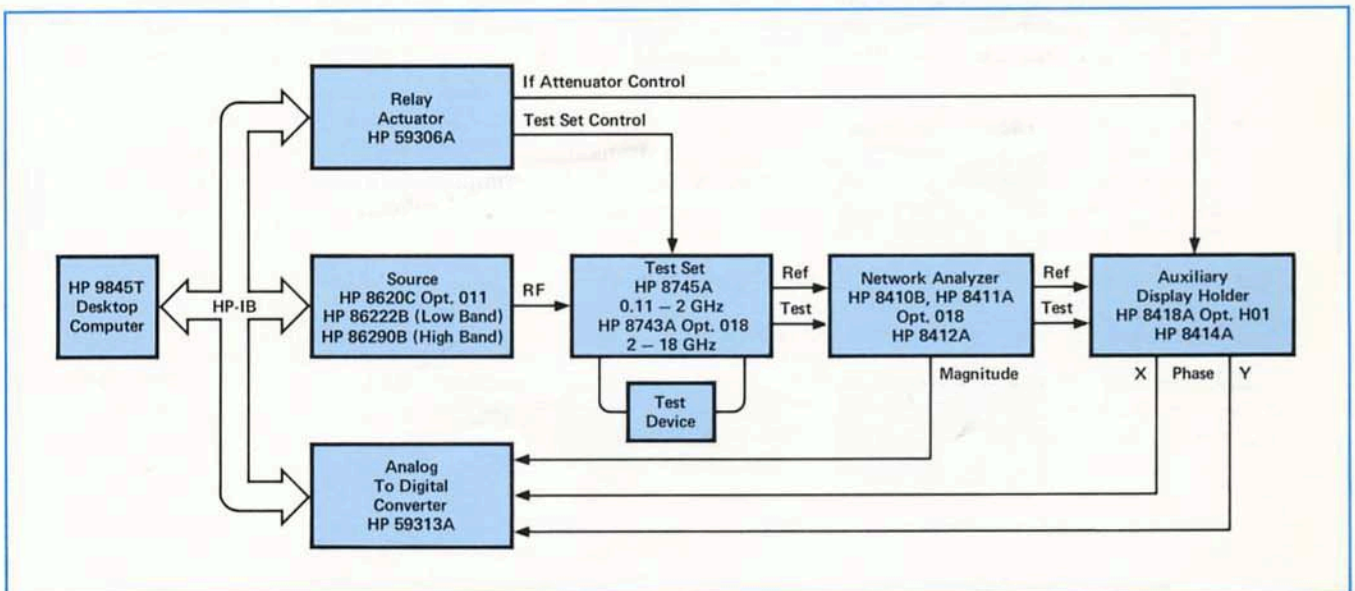 If Attenuator Control
Relay
Actuator
HP 59306A
Test Set Control
HP 9845T
Desktop
Computer
HP-IB
Source
HP 8620C Opt. 011
HP 86222B (Low Band)
HP 86290B (High Band)
RF
Test Set
HP 8745A
0.11 – 2 GHz
HP 8743A Opt. 018
2 – 18 GHz
Ref
Test
Network Analyzer
HP 8410B, HP 8411A
Opt. 018
HP 8412A
Ref
Test
Auxiliary
Display Holder
HP 8418A Opt. H01
HP 8414A
Test
Device
Magnitude
X Phase Y
Analog
To Digital
Converter
HP 59313A